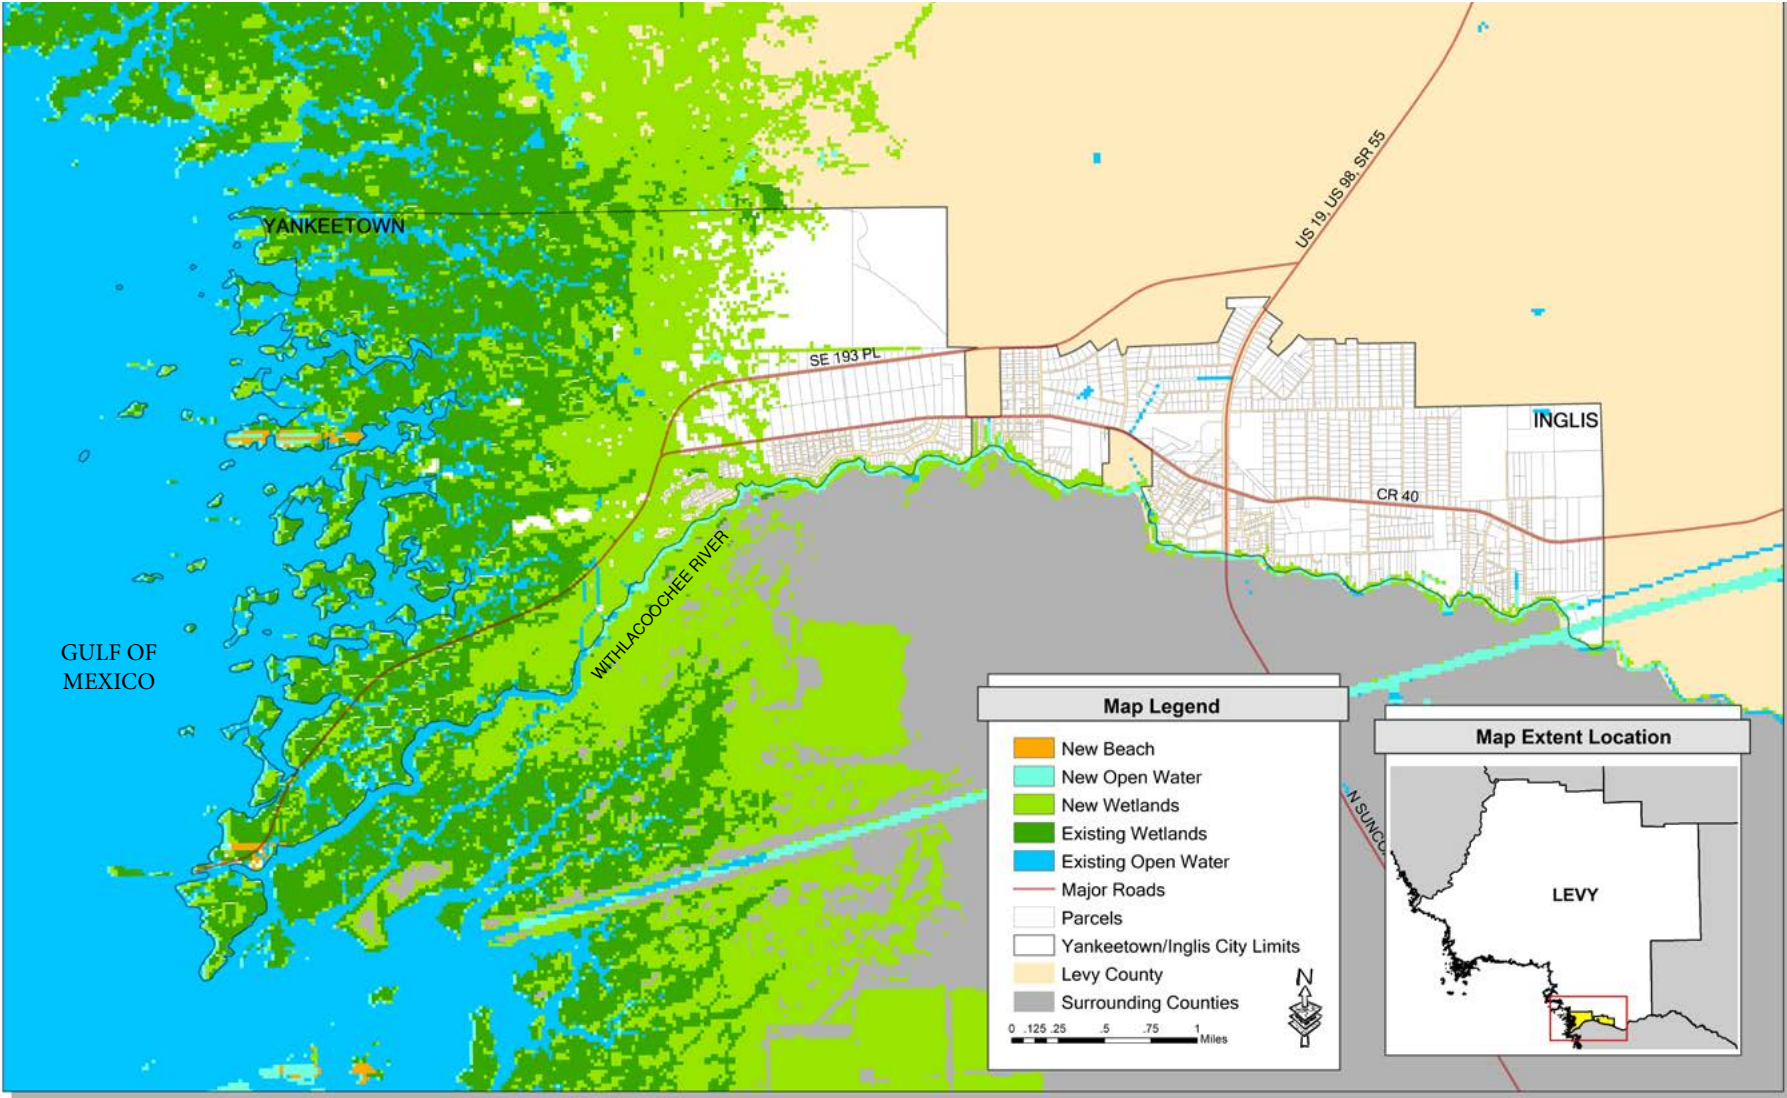 US 19, US 98, SR 55
YANKEETOWN
SE 193 PL
INGLIS
CR 40
WITHLACOOCHEE RIVER
GULF OF
MEXICO
N SUNCO
Map Legend
New Beach
New Open Water
New Wetlands
Existing Wetlands
Existing Open Water
Major Roads
Parcels
Yankeetown/Inglis City Limits
Levy County
Surrounding Counties
N
0 .125 .25 .5 .75 1
Miles
Map Extent Location
LEVY